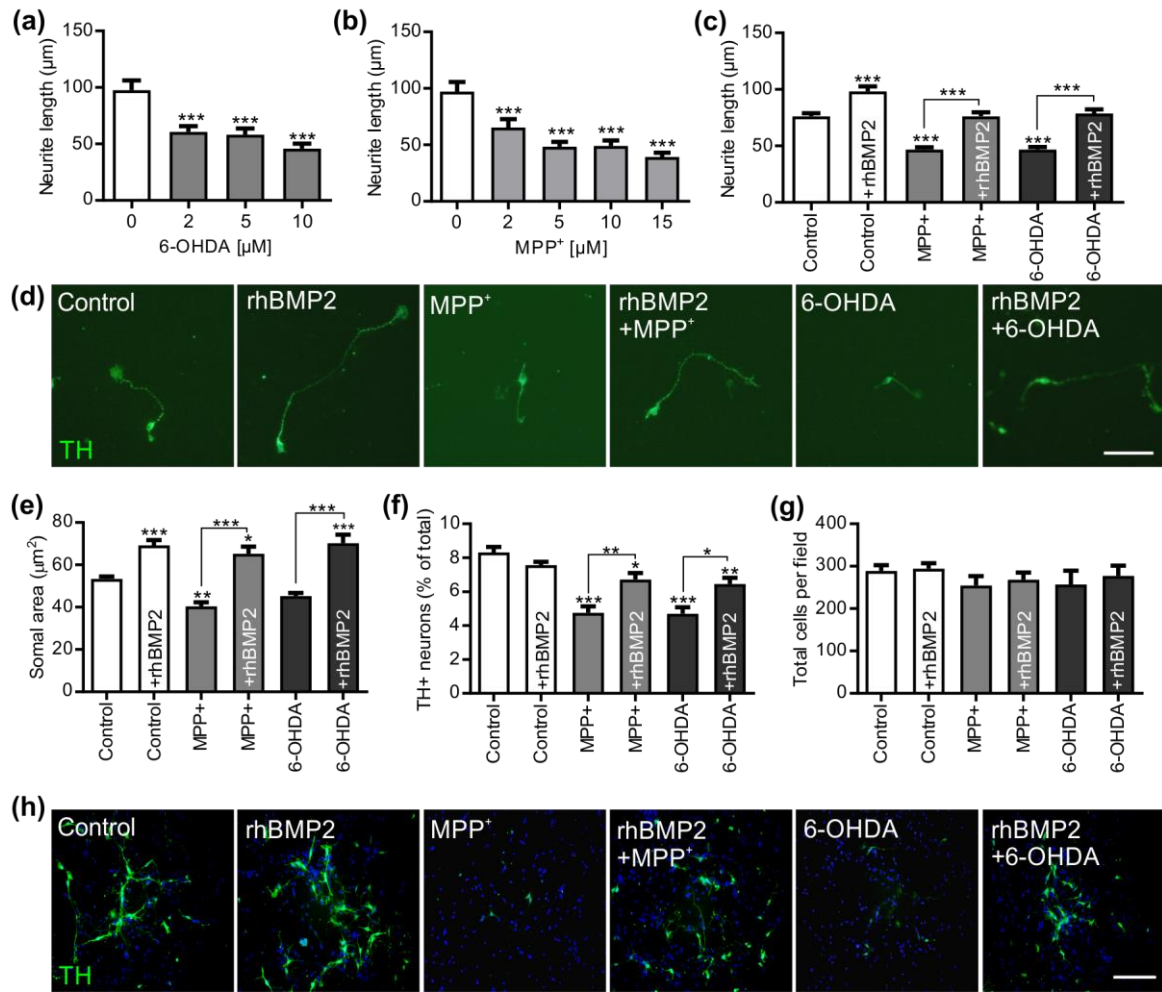 (a)
Neurite length (µm)
150
100
50
0
***
***
***
0
2
5
10
6-OHDA [µM]
(b)
Neurite length (µm)
150
100
50
0
***
***
***
***
0
2
5
10
15
MPP⁺ [µM]
(c)
Neurite length (µm)
150
100
50
0
***
***
***
***
***
+rhBMP2
+rhBMP2
+rhBMP2
Control
Control
MPP+
MPP+
6-OHDA
6-OHDA
(d)
Control
TH
rhBMP2
MPP⁺
rhBMP2
+MPP⁺
6-OHDA
rhBMP2
+6-OHDA
(e)
Somal area (µm²)
80
60
40
20
0
***
**
***
*
***
***
+rhBMP2
+rhBMP2
+rhBMP2
Control
Control
MPP+
MPP+
6-OHDA
6-OHDA
(f)
TH+ neurons (% of total)
10
8
6
4
2
0
***
**
*
***
*
**
+rhBMP2
+rhBMP2
+rhBMP2
Control
Control
MPP+
MPP+
6-OHDA
6-OHDA
(g)
Total cells per field
400
300
200
100
0
+rhBMP2
+rhBMP2
+rhBMP2
Control
Control
MPP+
MPP+
6-OHDA
6-OHDA
(h)
Control
TH
rhBMP2
MPP⁺
rhBMP2
+MPP⁺
6-OHDA
rhBMP2
+6-OHDA